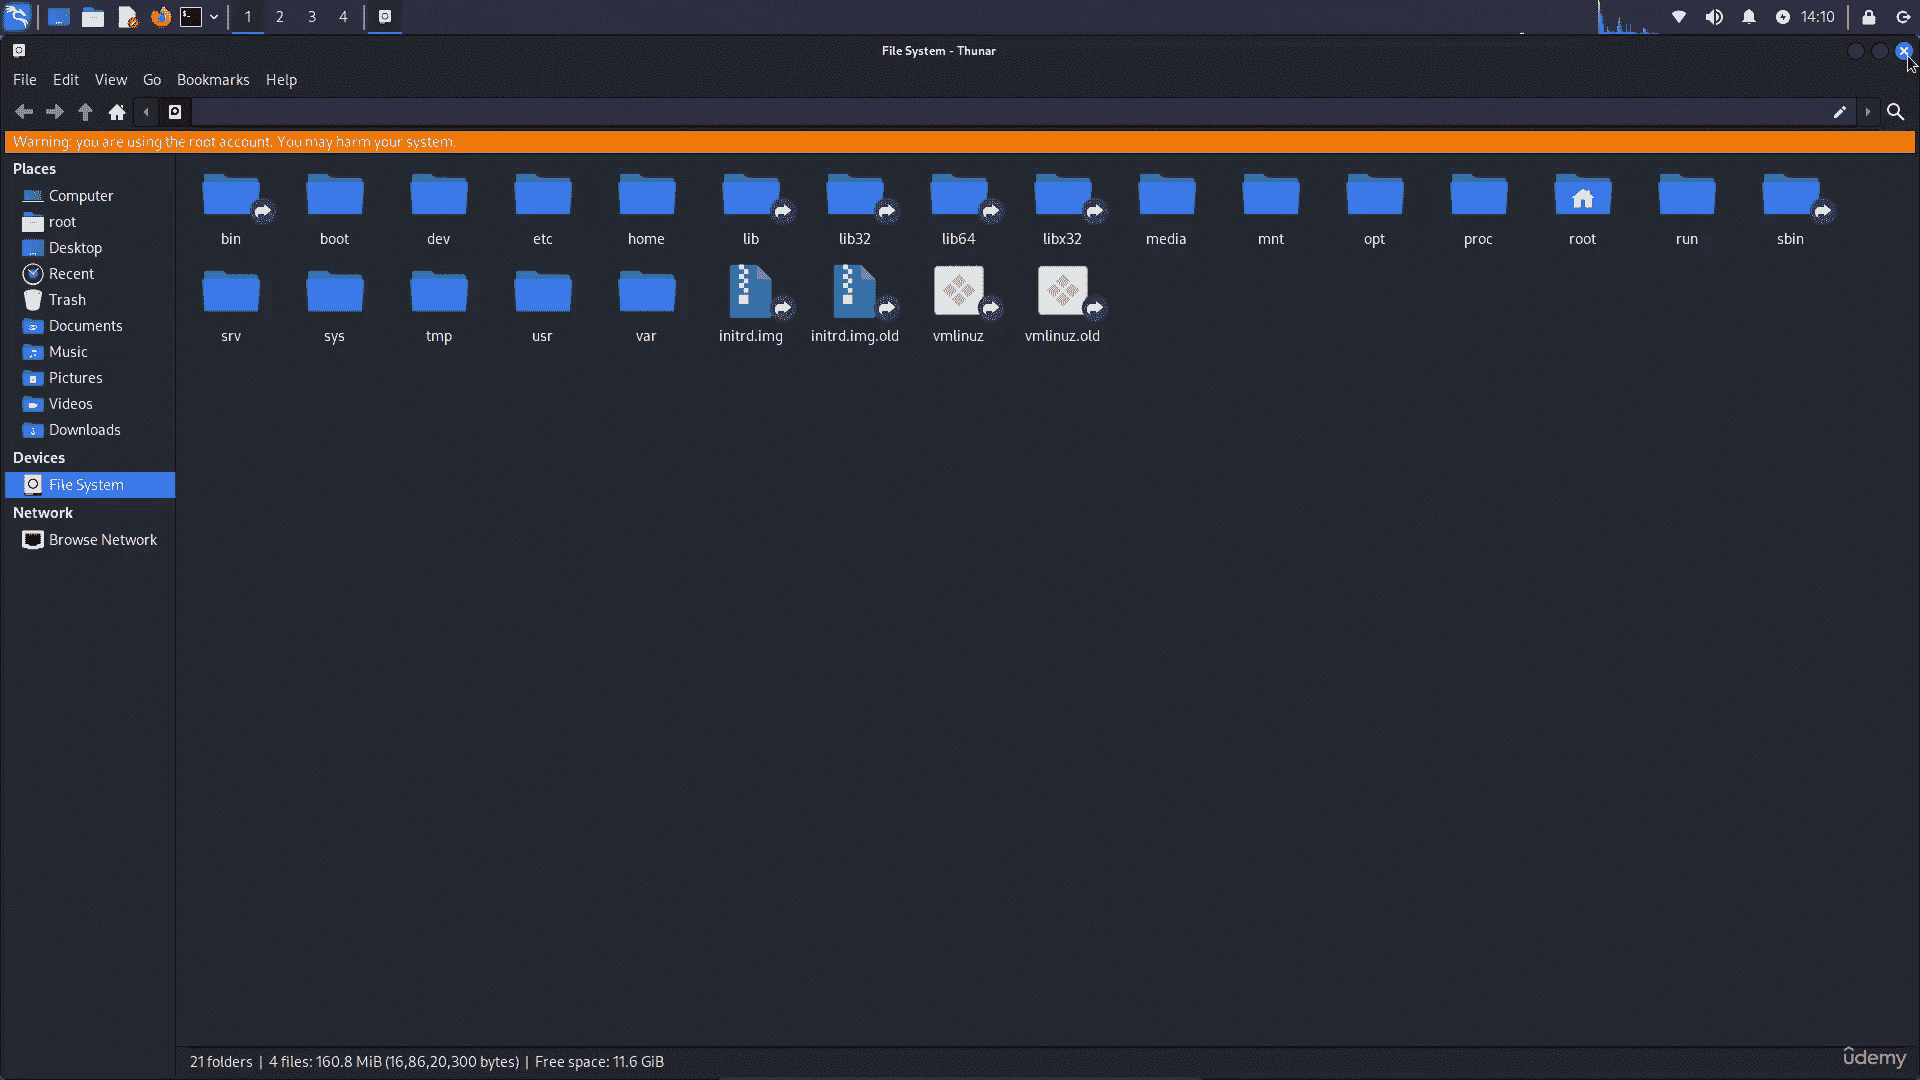 1 2 3 4 14:10
File System - Thunar
File Edit View Go Bookmarks Help
Warning: you are using the root account. You may harm your system.
Places
Computer
root
Desktop
Recent
Trash
Documents
Music
Pictures
Videos
Downloads
Devices
File System
Network
Browse Network
bin boot dev etc home lib lib32 lib64 libx32 media mnt opt proc root run sbin
srv sys tmp usr var initrd.img initrd.img.old vmlinuz vmlinuz.old
21 folders | 4 files: 160.8 MiB (16,86,20,300 bytes) | Free space: 11.6 GiB
ûdemy